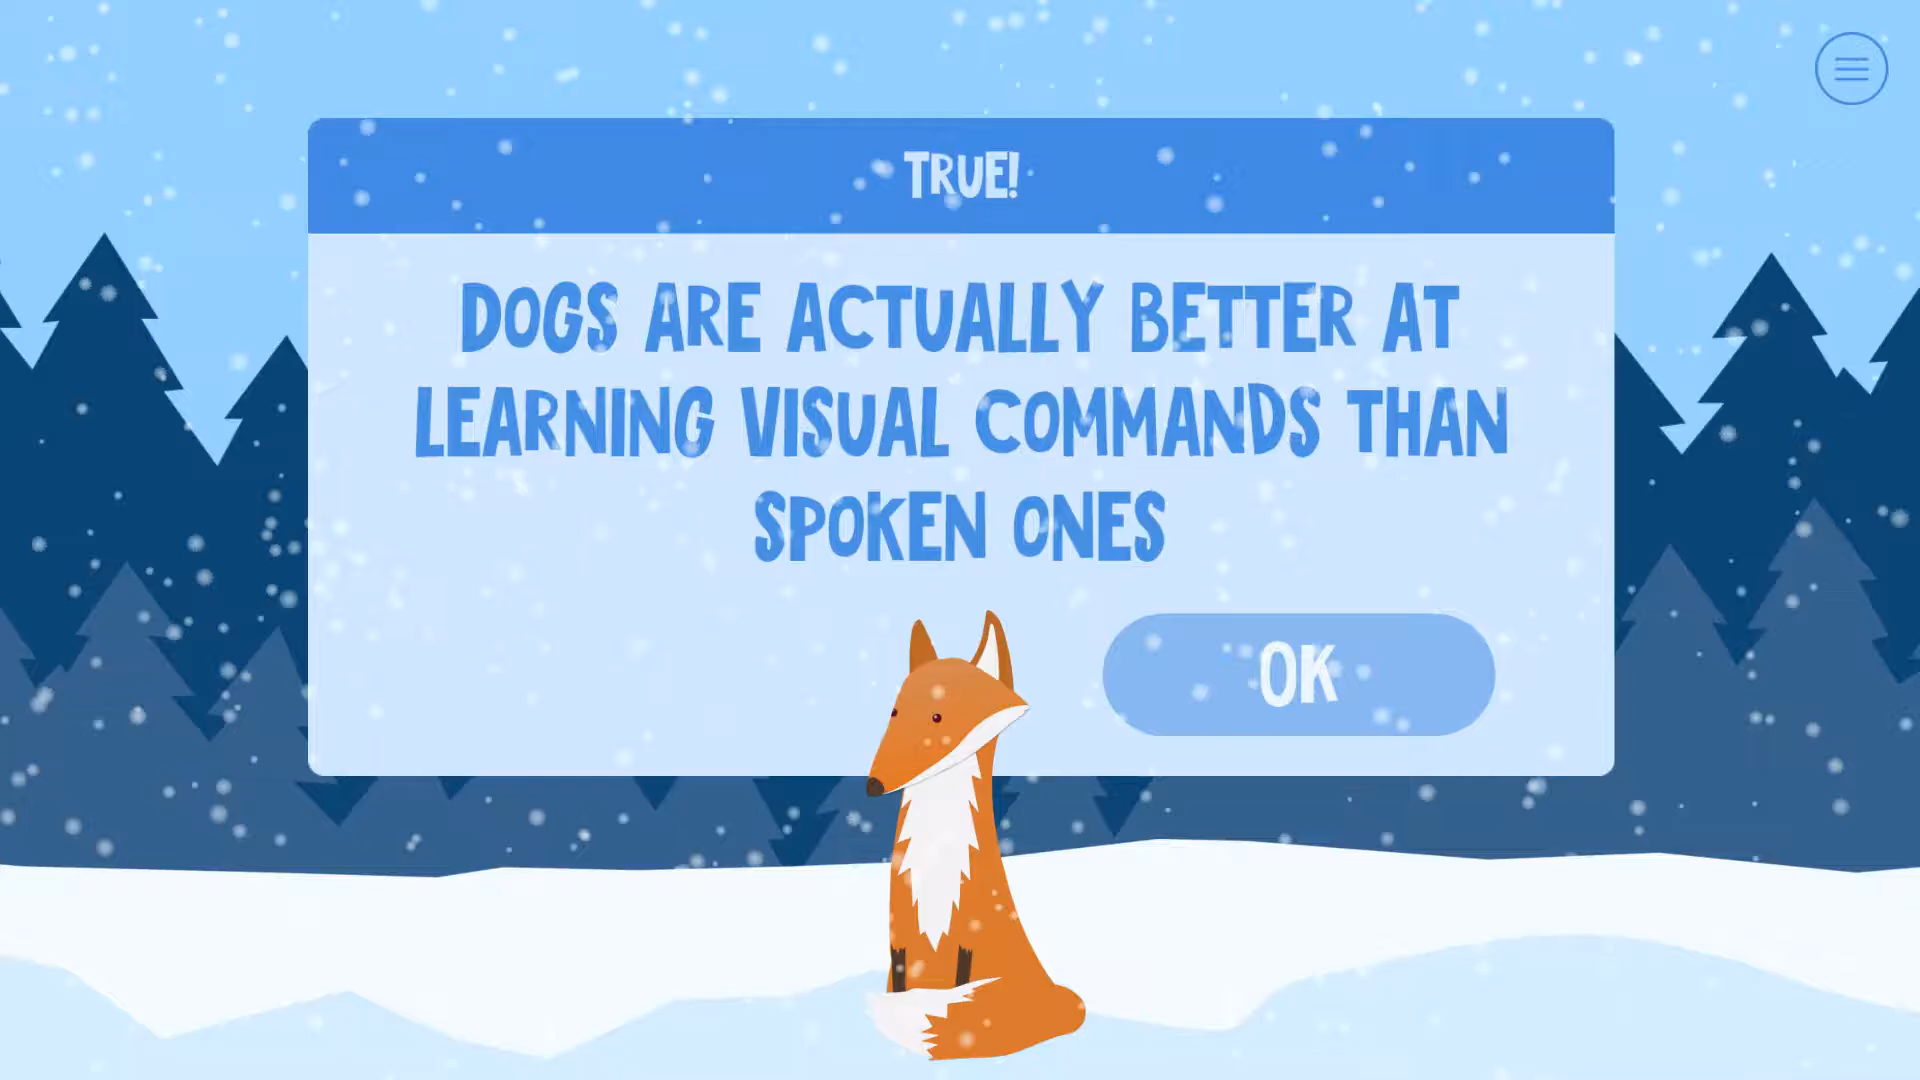 TRUE!
DOGS ARE ACTUALLY BETTER AT
LEARNING VISUAL COMMANDS THAN
SPOKEN ONES
OK